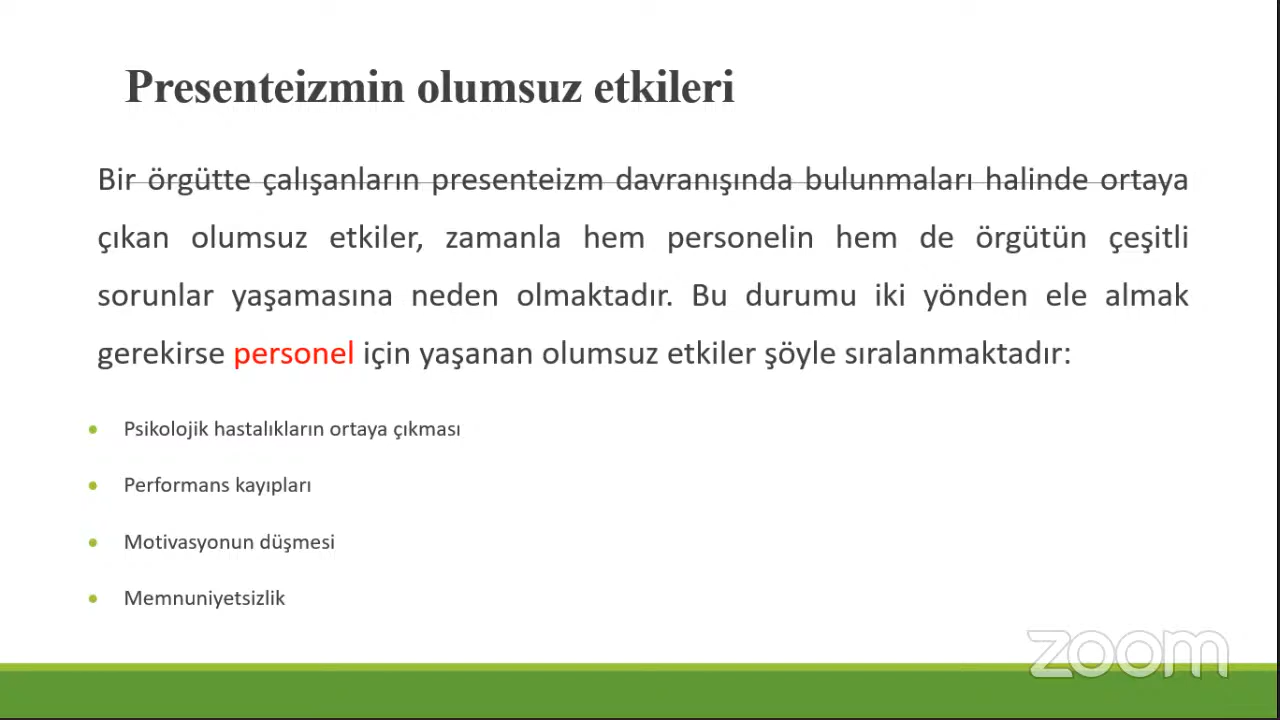 Presenteizmin olumsuz etkileri
Bir örgütte çalışanların presenteizm davranışında bulunmaları halinde ortaya
çıkan olumsuz etkiler, zamanla hem personelin hem de örgütün çeşitli
sorunlar yaşamasına neden olmaktadır. Bu durumu iki yönden ele almak
gerekirse personel için yaşanan olumsuz etkiler şöyle sıralanmaktadır:
• Psikolojik hastalıkların ortaya çıkması
• Performans kayıpları
• Motivasyonun düşmesi
• Memnuniyetsizlik
zoom